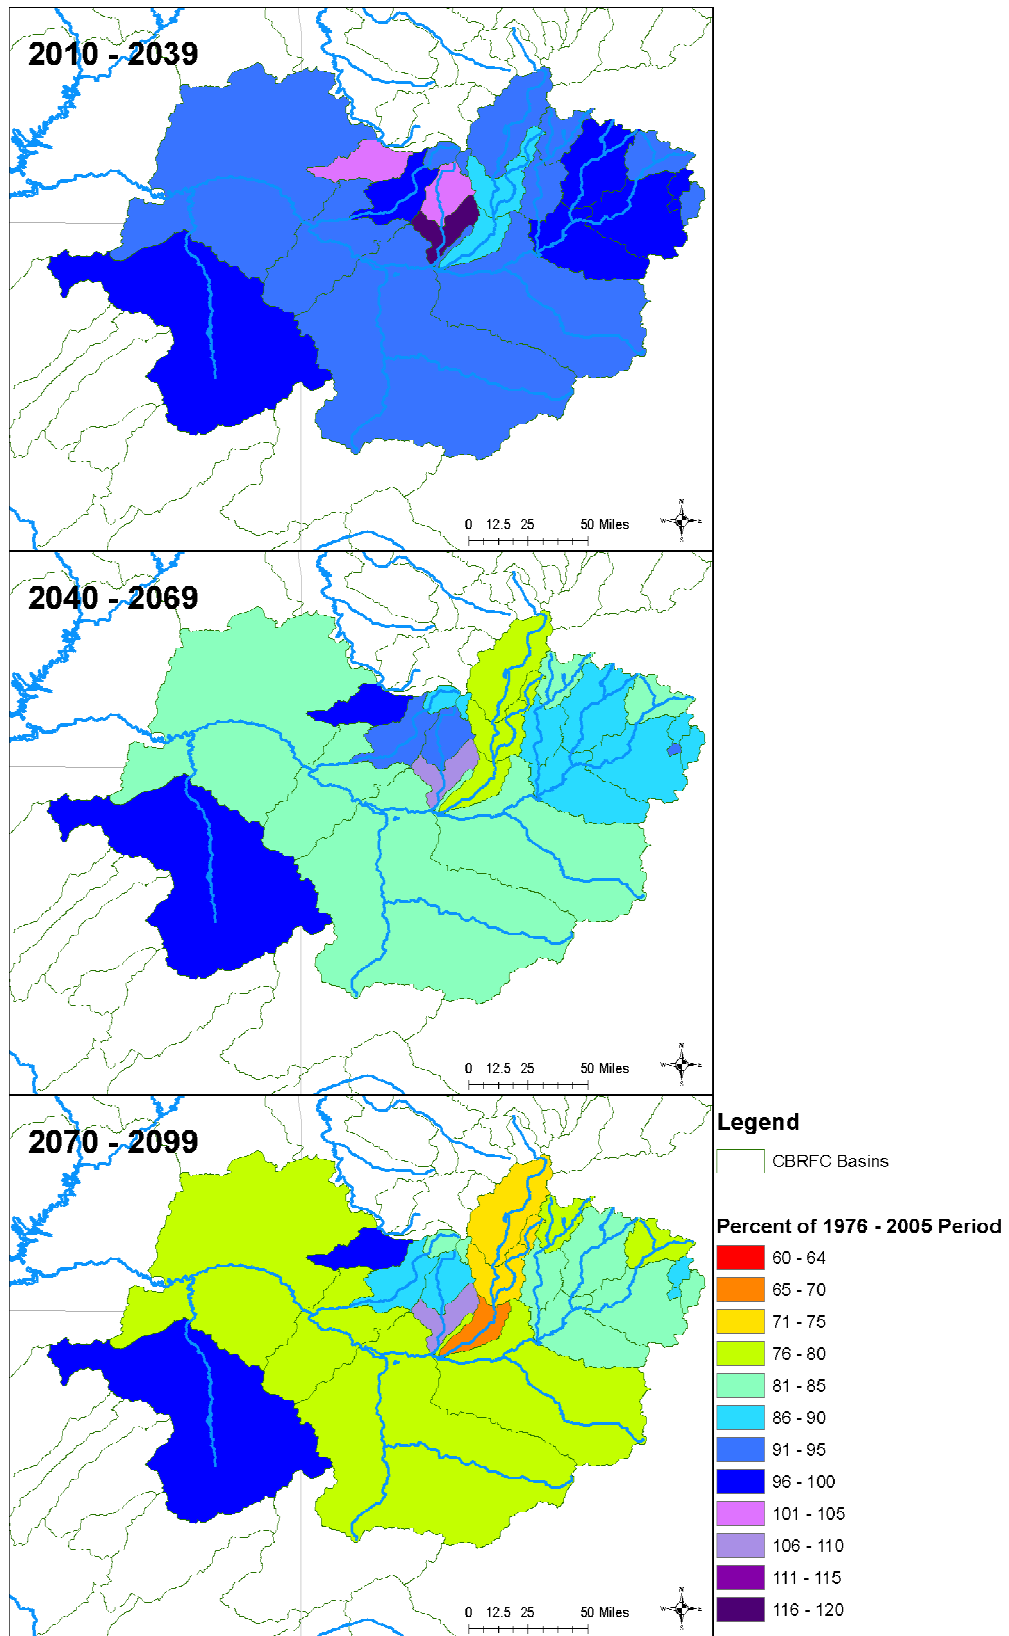 2010 - 2039
N
W E
S
0 12.5 25 50 Miles
2040 - 2069
N
W E
S
0 12.5 25 50 Miles
2070 - 2099
N
W E
S
0 12.5 25 50 Miles
Legend
CBRFC Basins
Percent of 1976 - 2005 Period
60 - 64
65 - 70
71 - 75
76 - 80
81 - 85
86 - 90
91 - 95
96 - 100
101 - 105
106 - 110
111 - 115
116 - 120